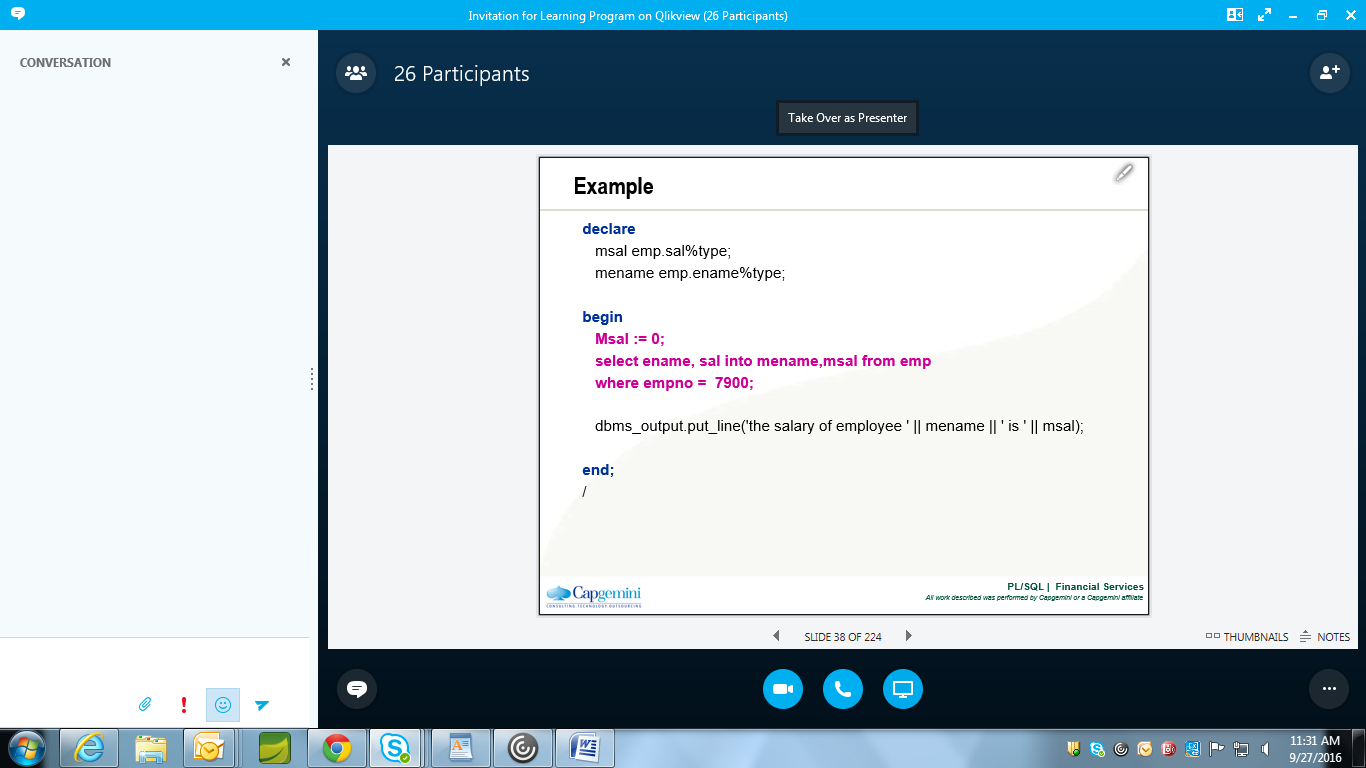 Invitation for Learning Program on Qlikview (26 Participants)
CONVERSATION
26 Participants
Take Over as Presenter
Example
declare
msal emp.sal%type;
mename emp.ename%type;
begin
Msal := 0;
select ename, sal into mename,msal from emp
where empno = 7900;
dbms_output.put_line('the salary of employee ' || mename || ' is ' || msal);
end;
/
Capgemini
CONSULTING.TECHNOLOGY.OUTSOURCING
PL/SQL | Financial Services
All work described was performed by Capgemini or a Capgemini affiliate
SLIDE 38 OF 224
THUMBNAILS
NOTES
11:31 AM
9/27/2016